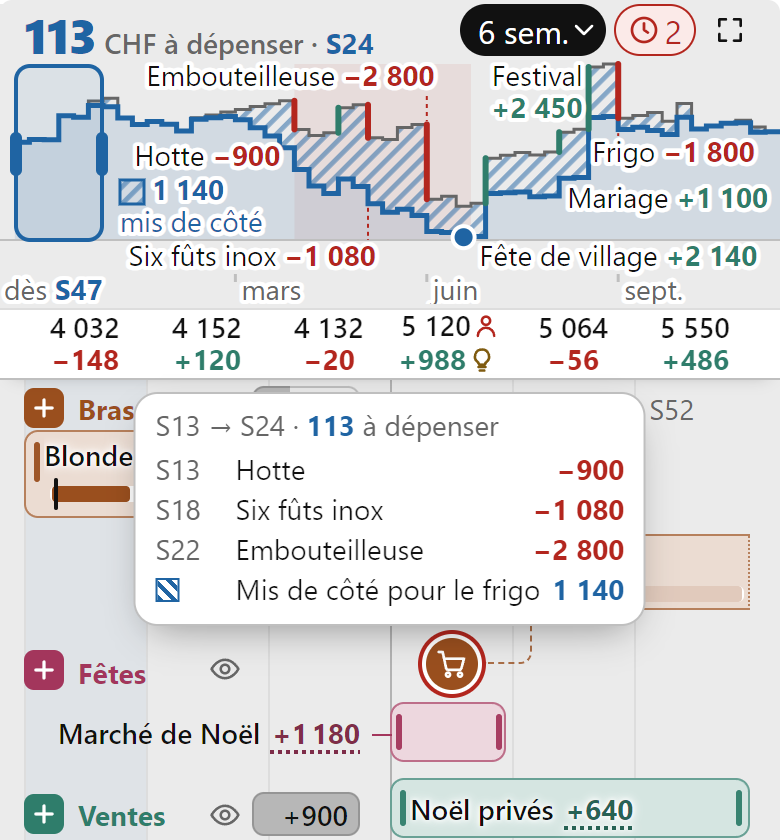 113 CHF à dépenser · S24
6 sem.
2
Embouteilleuse −2 800
Festival
+2 450
Hotte −900
Frigo −1 800
1 140
mis de côté
Mariage +1 100
Six fûts inox −1 080
Fête de village +2 140
dès S47
mars
juin
sept.
4 032 4 152 4 132 5 120 5 064 5 550
−148 +120 −20 +988 −56 +486
Bras
S52
S13 → S24 · 113 à dépenser
Blonde
S13 Hotte −900
S18 Six fûts inox −1 080
S22 Embouteilleuse −2 800
Mis de côté pour le frigo 1 140
Fêtes
Marché de Noël +1 180
Ventes
+900
Noël privés +640